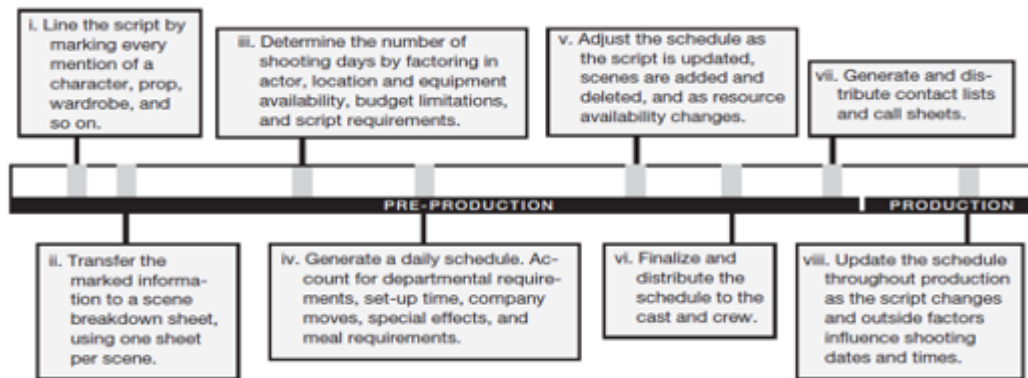 i. Line the script by
marking every
mention of a
character, prop,
wardrobe, and
so on.
iii. Determine the number of
shooting days by factoring in
actor, location and equipment
availability, budget limitations,
and script requirements.
v. Adjust the schedule as
the script is updated,
scenes are added and
deleted, and as resource
availability changes.
vii. Generate and dis-
tribute contact lists
and call sheets.
PRE-PRODUCTION
PRODUCTION
ii. Transfer the
marked informa-
tion to a scene
breakdown sheet,
using one sheet
per scene.
iv. Generate a daily schedule. Ac-
count for departmental require-
ments, set-up time, company
moves, special effects, and
meal requirements.
vi. Finalize and
distribute the
schedule to the
cast and crew.
viii. Update the schedule
throughout production
as the script changes
and outside factors
influence shooting
dates and times.